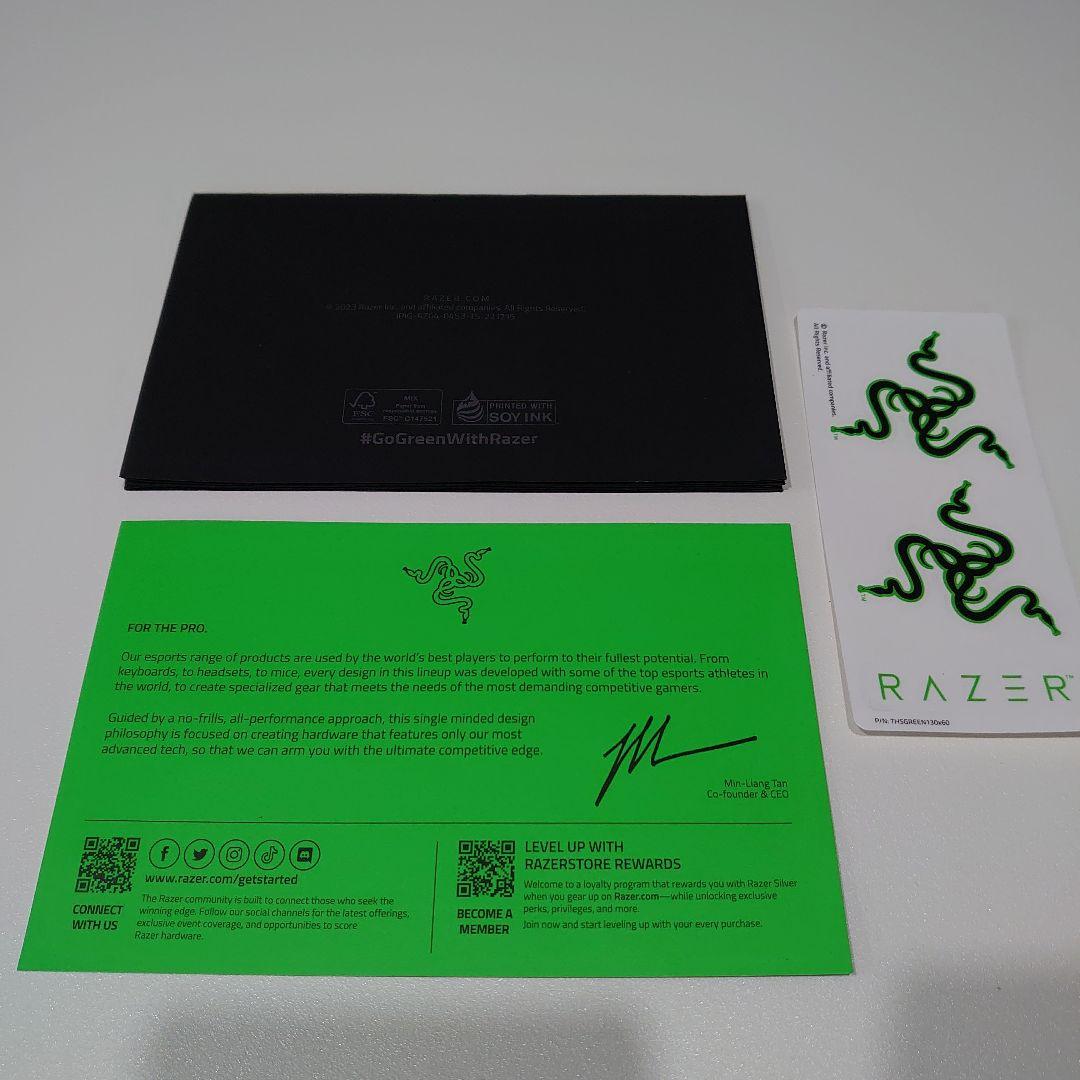 RAZER.COM
© 2023 Razer Inc. and affiliated companies. All Rights Reserved.
MIX
Paper from
responsible sources
FSC
FSC™ C147521
PRINTED WITH
SOY INK
#GoGreenWithRazer
© Razer Inc. and affiliated companies.
All Rights Reserved.
TM
TM
RAZER™
P/N: THSGREEN130x60
FOR THE PRO.
Our esports range of products are used by the world's best players to perform to their fullest potential. From
keyboards, to headsets, to mice, every design in this lineup was developed with some of the top esports athletes in
the world, to create specialized gear that meets the needs of the most demanding competitive gamers.
Guided by a no-frills, all-performance approach, this single minded design
philosophy is focused on creating hardware that features only our most
advanced tech, so that we can arm you with the ultimate competitive edge.
Min-Liang Tan
Co-founder & CEO
www.razer.com/getstarted
CONNECT
WITH US
The Razer community is built to connect those who seek the
winning edge. Follow our social channels for the latest offerings,
exclusive event coverage, and opportunities to score
Razer hardware.
LEVEL UP WITH
RAZERSTORE REWARDS
BECOME A
MEMBER
Welcome to a loyalty program that rewards you with Razer Silver
when you gear up on Razer.com—while unlocking exclusive
perks, privileges, and more.
Join now and start leveling up with your every purchase.